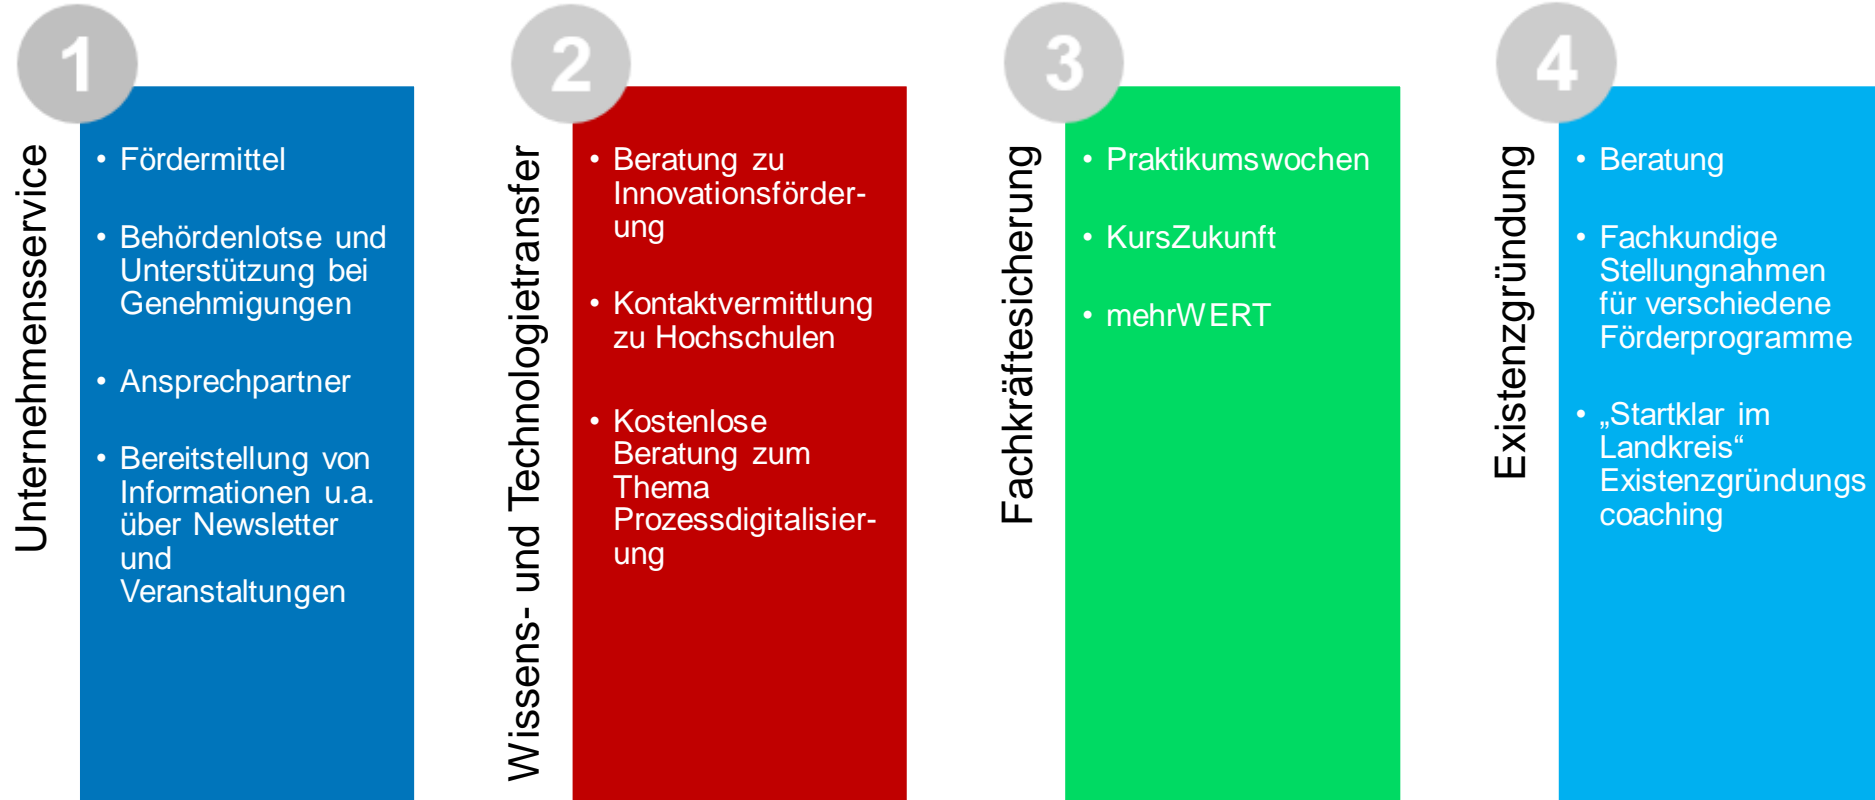 1
Unternehmensservice
• Fördermittel
• Behördenlotse und
Unterstützung bei
Genehmigungen
• Ansprechpartner
• Bereitstellung von
Informationen u.a.
über Newsletter
und
Veranstaltungen
2
Wissens- und Technologietransfer
• Beratung zu
Innovationsförder-
ung
• Kontaktvermittlung
zu Hochschulen
• Kostenlose
Beratung zum
Thema
Prozessdigitalisier-
ung
3
Fachkräftesicherung
• Praktikumswochen
• KursZukunft
• mehrWERT
4
Existenzgründung
• Beratung
• Fachkundige
Stellungnahmen
für verschiedene
Förderprogramme
• „Startklar im
Landkreis“
Existenzgründungs
coaching